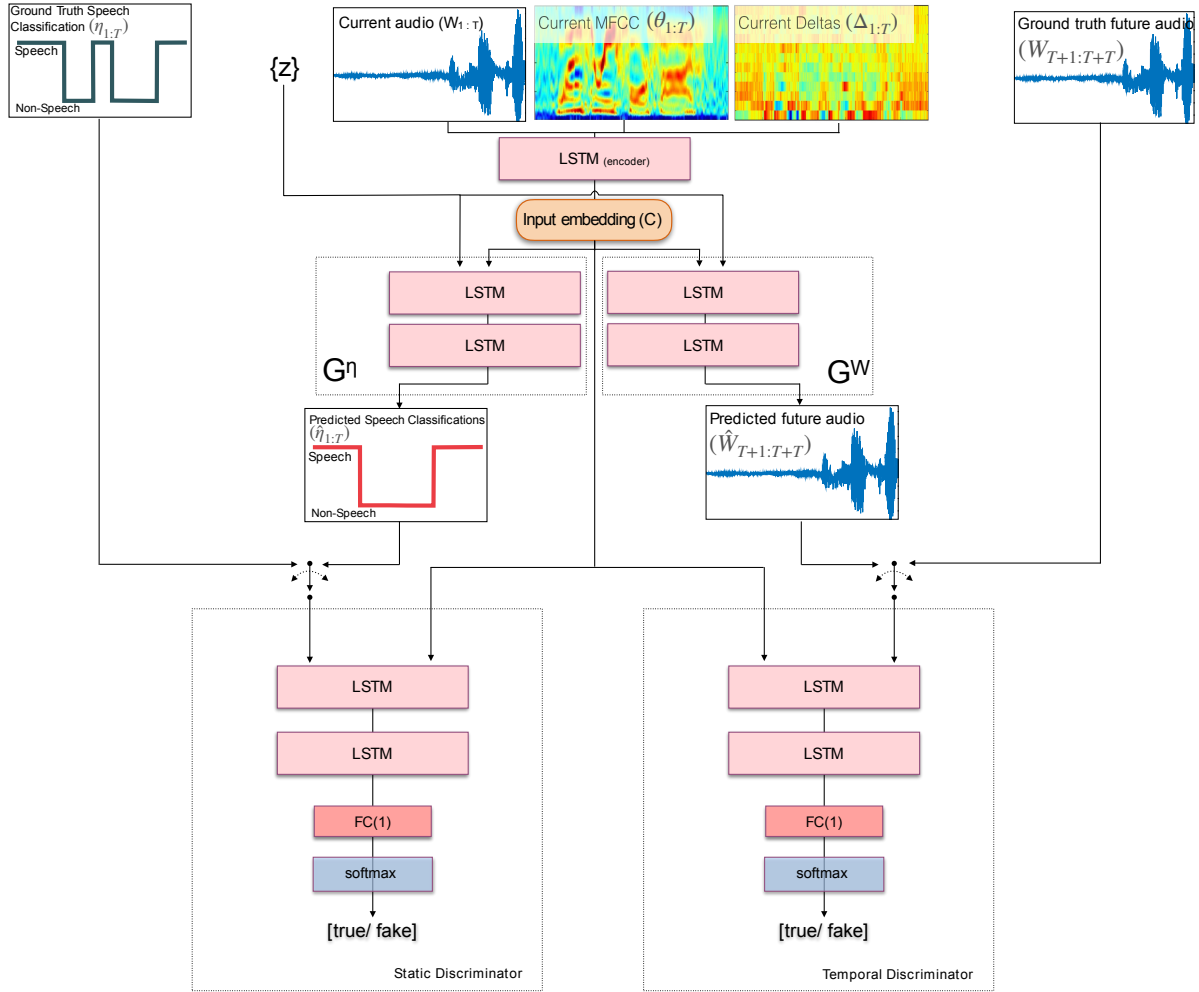 Ground Truth Speech
Classification (η1:T)
Speech
Non-Speech
{z}
Current audio (W1: τ)
Current MFCC (θ1:T)
Current Deltas (Δ1:T)
Ground truth future audio
(WT+1:T+T)
LSTM (encoder)
Input embedding (C)
LSTM
LSTM
Gη
LSTM
LSTM
GW
Predicted Speech Classifications
(η̂1:T)
Speech
Non-Speech
Predicted future audio
(ŴT+1:T+T)
LSTM
LSTM
FC(1)
softmax
[true/ fake]
Static Discriminator
LSTM
LSTM
FC(1)
softmax
[true/ fake]
Temporal Discriminator